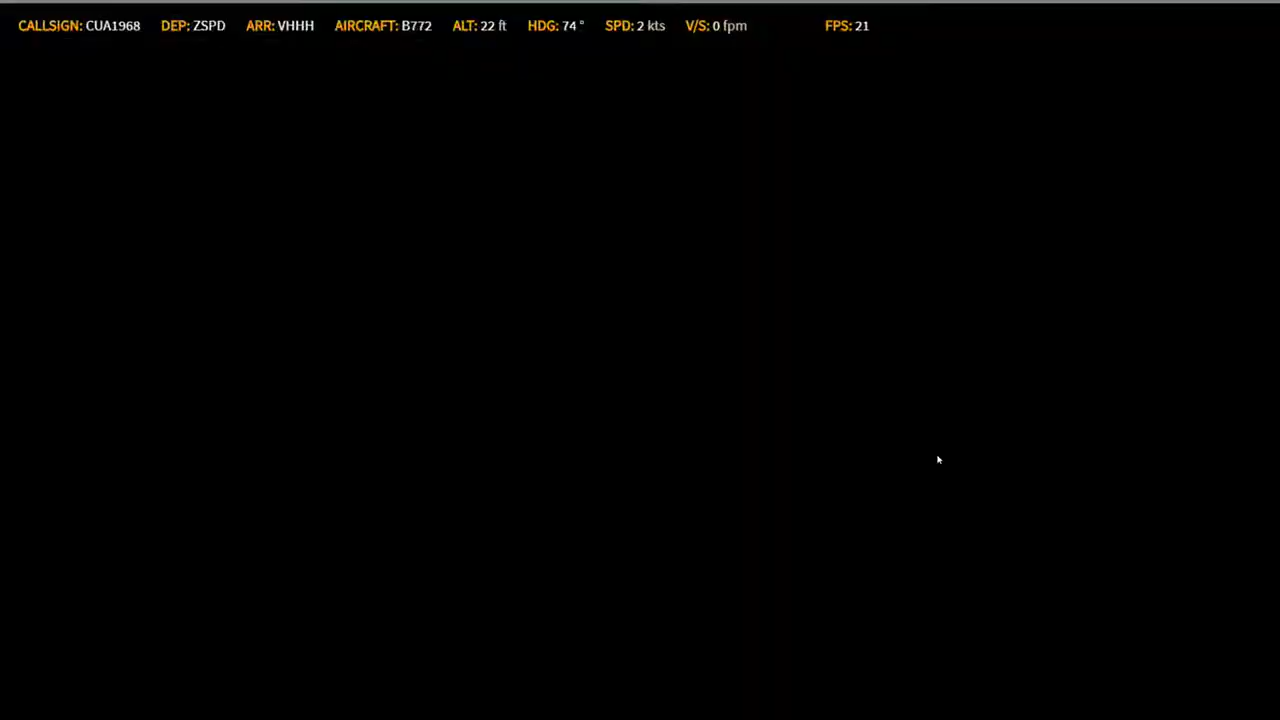 CALLSIGN: CUA1968 DEP: ZSPD ARR: VHHH AIRCRAFT: B772 ALT: 22 ft HDG: 74 ° SPD: 2 kts V/S: 0 fpm FPS: 21